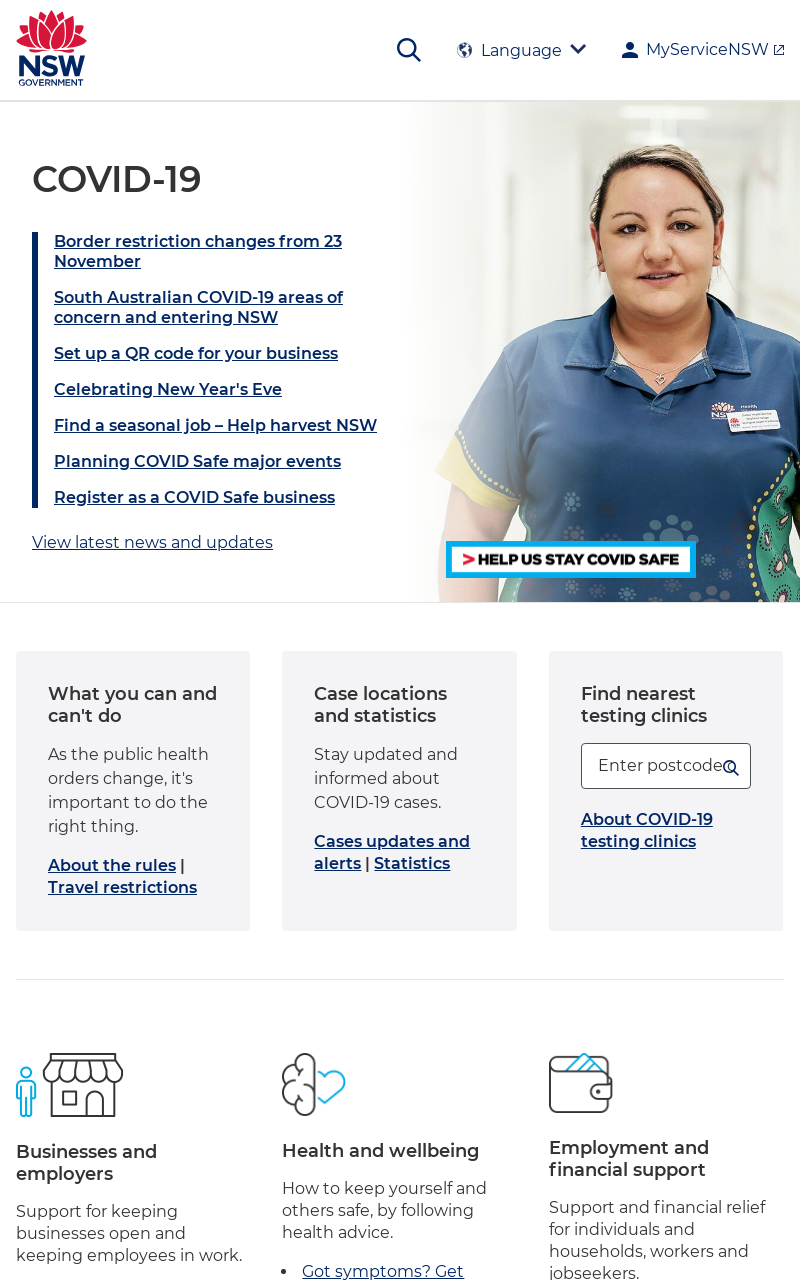 NSW
GOVERNMENT
Language
MyServiceNSW
COVID-19
Border restriction changes from 23
November
South Australian COVID-19 areas of
concern and entering NSW
Set up a QR code for your business
Celebrating New Year's Eve
Find a seasonal job – Help harvest NSW
Planning COVID Safe major events
Register as a COVID Safe business
View latest news and updates
Health
> HELP US STAY COVID SAFE
What you can and
can't do
As the public health
orders change, it's
important to do the
right thing.
About the rules |
Travel restrictions
Case locations
and statistics
Stay updated and
informed about
COVID-19 cases.
Cases updates and
alerts | Statistics
Find nearest
testing clinics
Enter postcode
About COVID-19
testing clinics
Businesses and
employers
Support for keeping
businesses open and
keeping employees in work.
Health and wellbeing
How to keep yourself and
others safe, by following
health advice.
• Got symptoms? Get
Employment and
financial support
Support and financial relief
for individuals and
households, workers and
jobseekers.